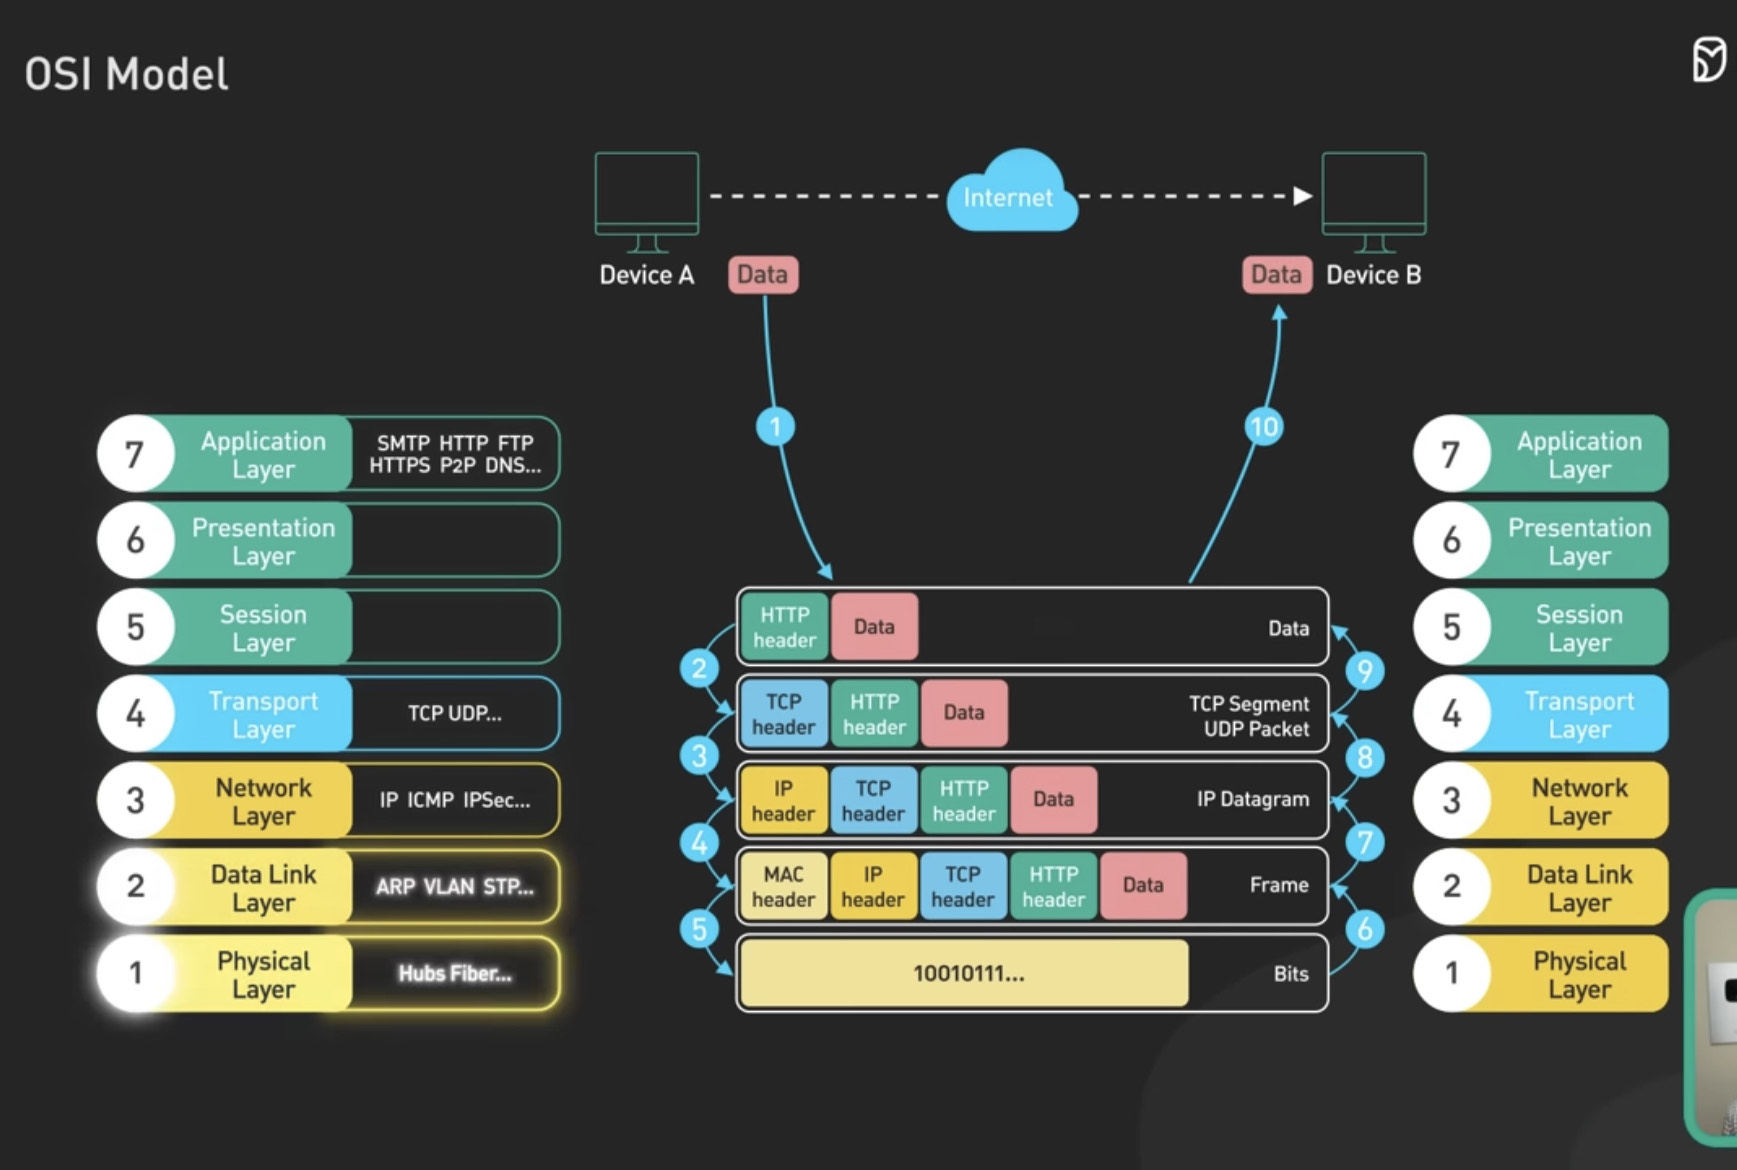 OSI Model
Internet
Device A
Data
Data
Device B
1
10
7
Application
Layer
SMTP HTTP FTP
HTTPS P2P DNS...
6
Presentation
Layer
5
Session
Layer
4
Transport
Layer
TCP UDP...
3
Network
Layer
IP ICMP IPSec...
2
Data Link
Layer
ARP VLAN STP...
1
Physical
Layer
Hubs Fiber...
HTTP
header
Data
Data
2
9
TCP
header
HTTP
header
Data
TCP Segment
UDP Packet
3
8
IP
header
TCP
header
HTTP
header
Data
IP Datagram
4
7
MAC
header
IP
header
TCP
header
HTTP
header
Data
Frame
5
6
10010111...
Bits
7
Application
Layer
6
Presentation
Layer
5
Session
Layer
4
Transport
Layer
3
Network
Layer
2
Data Link
Layer
1
Physical
Layer